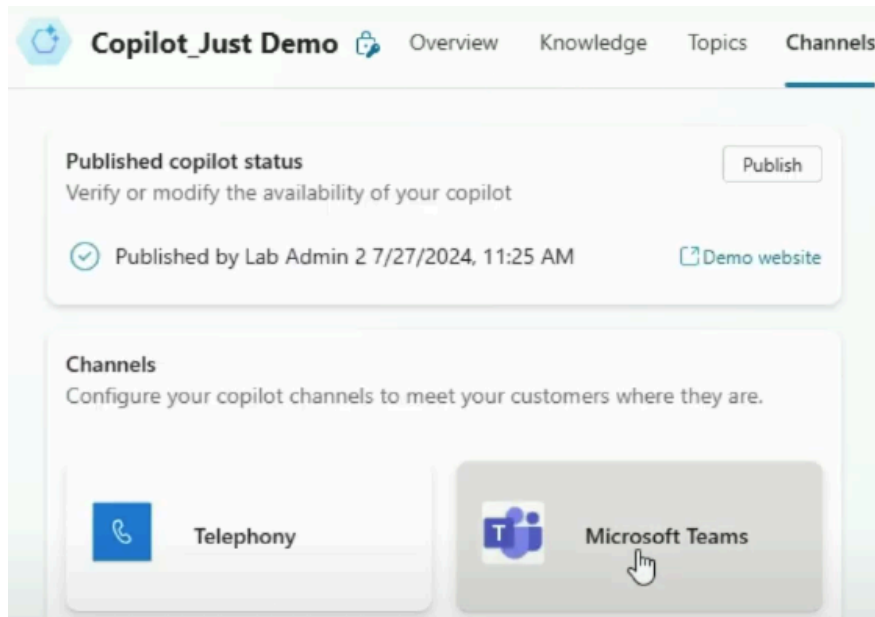 Copilot_Just Demo Overview Knowledge Topics Channels
Published copilot status Publish
Verify or modify the availability of your copilot
Published by Lab Admin 2 7/27/2024, 11:25 AM Demo website
Channels
Configure your copilot channels to meet your customers where they are.
Telephony T Microsoft Teams